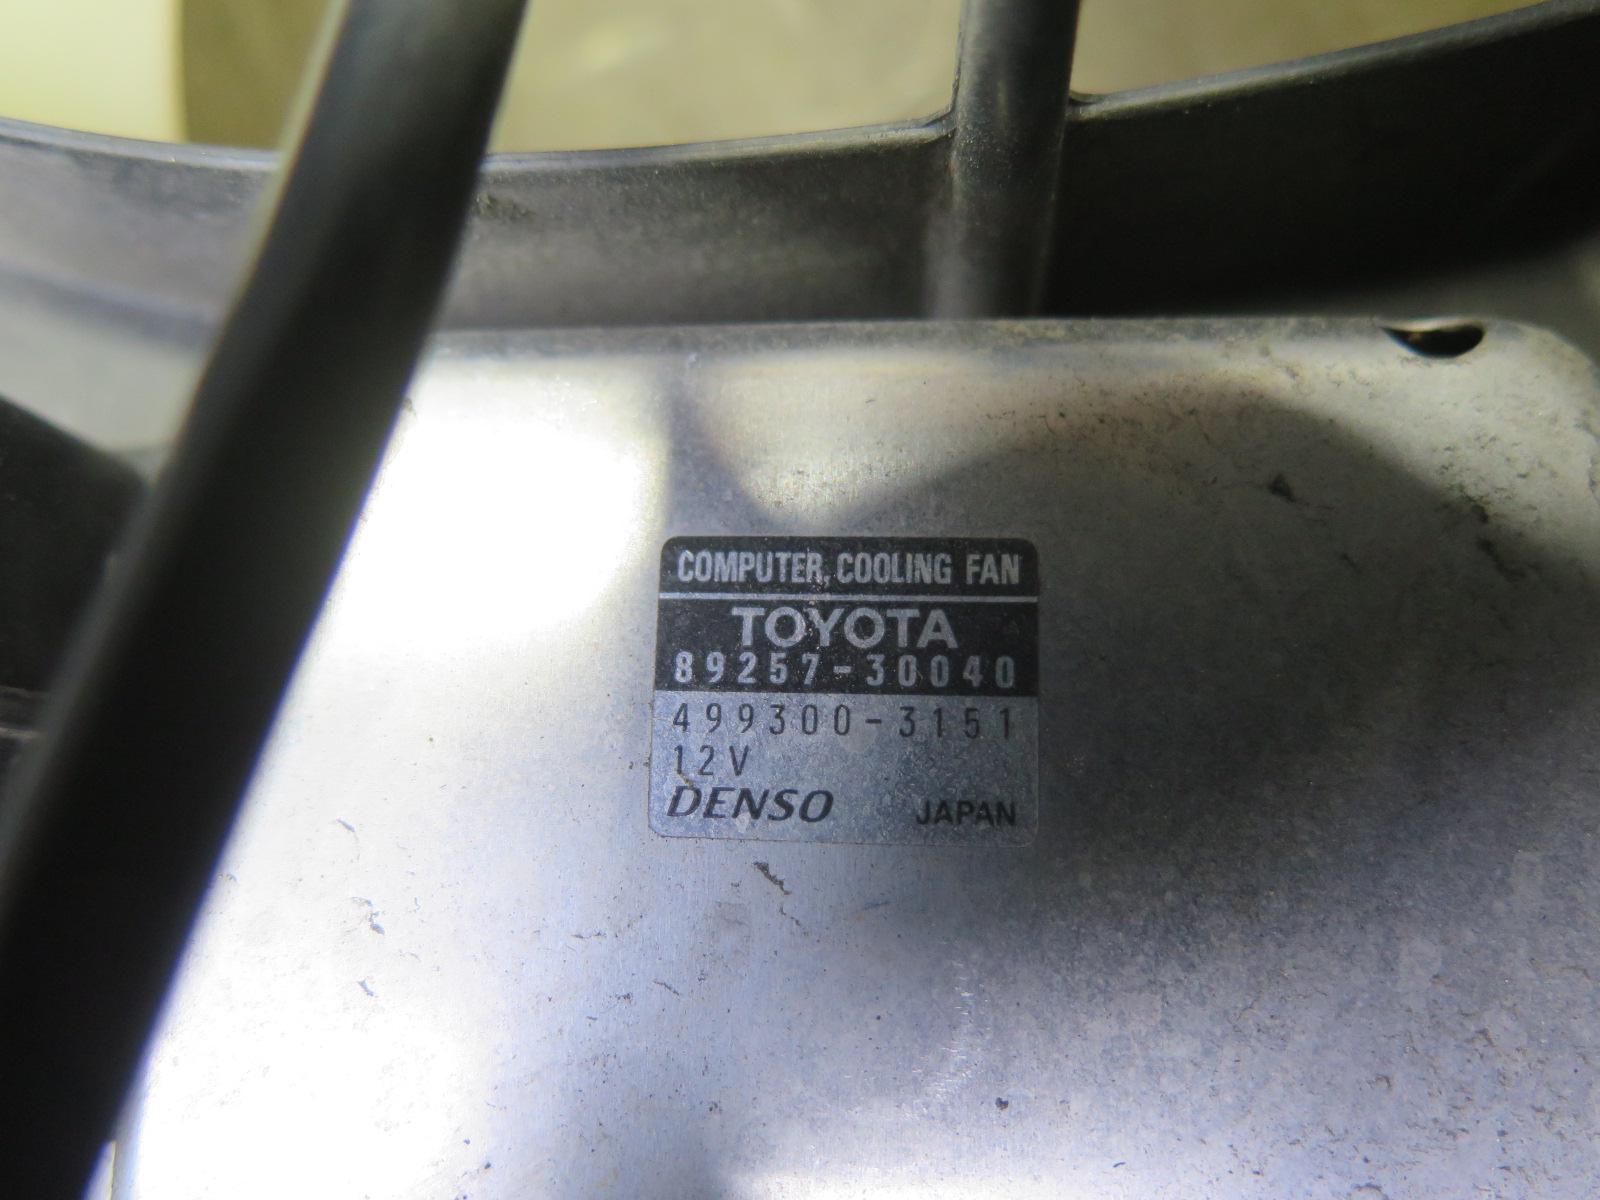 COMPUTER, COOLING FAN
TOYOTA
89257-30040
499300-3151
12V
DENSO JAPAN